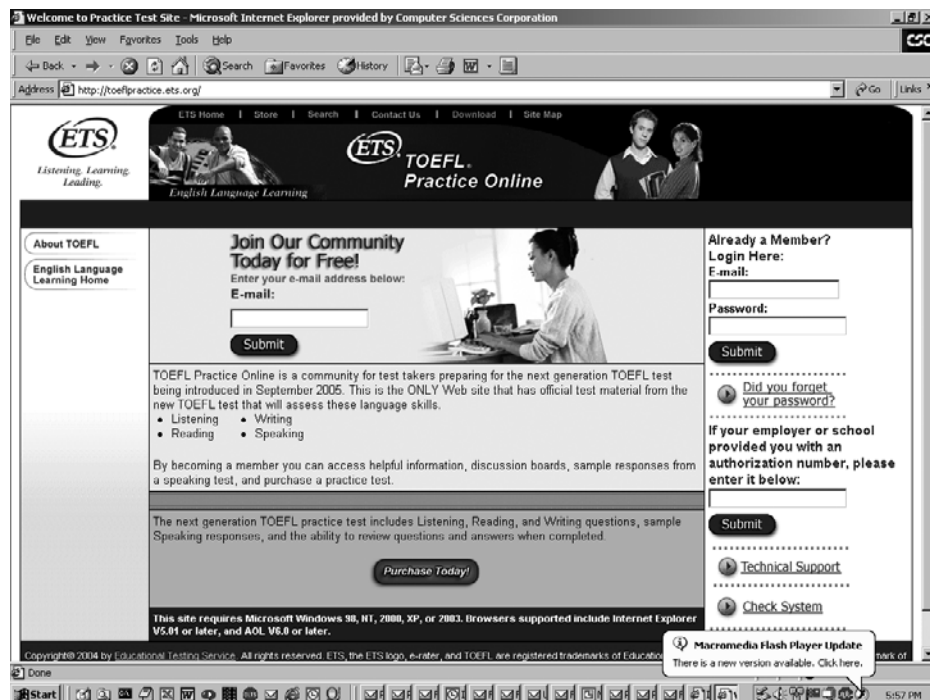 Welcome to Practice Test Site - Microsoft Internet Explorer provided by Computer Sciences Corporation
File Edit View Favorites Tools Help
CSC
Back Search Favorites History
Address http://toeflpractice.ets.org/ Go Links
ETS Home | Store | Search | Contact Us | Download | Site Map
ETS
Listening. Learning.
Leading.
English Language Learning
ETS TOEFL
Practice Online
About TOEFL
English Language
Learning Home
Join Our Community
Today for Free!
Enter your e-mail address below:
E-mail:
Submit
TOEFL Practice Online is a community for test takers preparing for the next generation TOEFL test
being introduced in September 2005. This is the ONLY Web site that has official test material from the
new TOEFL test that will assess these language skills.
• Listening • Writing
• Reading • Speaking
By becoming a member you can access helpful information, discussion boards, sample responses from
a speaking test, and purchase a practice test.
The next generation TOEFL practice test includes Listening, Reading, and Writing questions, sample
Speaking responses, and the ability to review questions and answers when completed.
Purchase Today!
This site requires Microsoft Windows 98, NT, 2000, XP, or 2003. Browsers supported include Internet Explorer
V5.01 or later, and AOL V6.0 or later.
Already a Member?
Login Here:
E-mail:
Password:
Submit
Did you forget
your password?
If your employer or school
provided you with an
authorization number, please
enter it below:
Submit
Technical Support
Check System
Macromedia Flash Player Update
There is a new version available. Click here.
Copyright© 2004 by Educational Testing Service. All rights reserved. ETS, the ETS logo, e-rater, and TOEFL are registered trademarks of Education mark of
Done
Start 5:57 PM